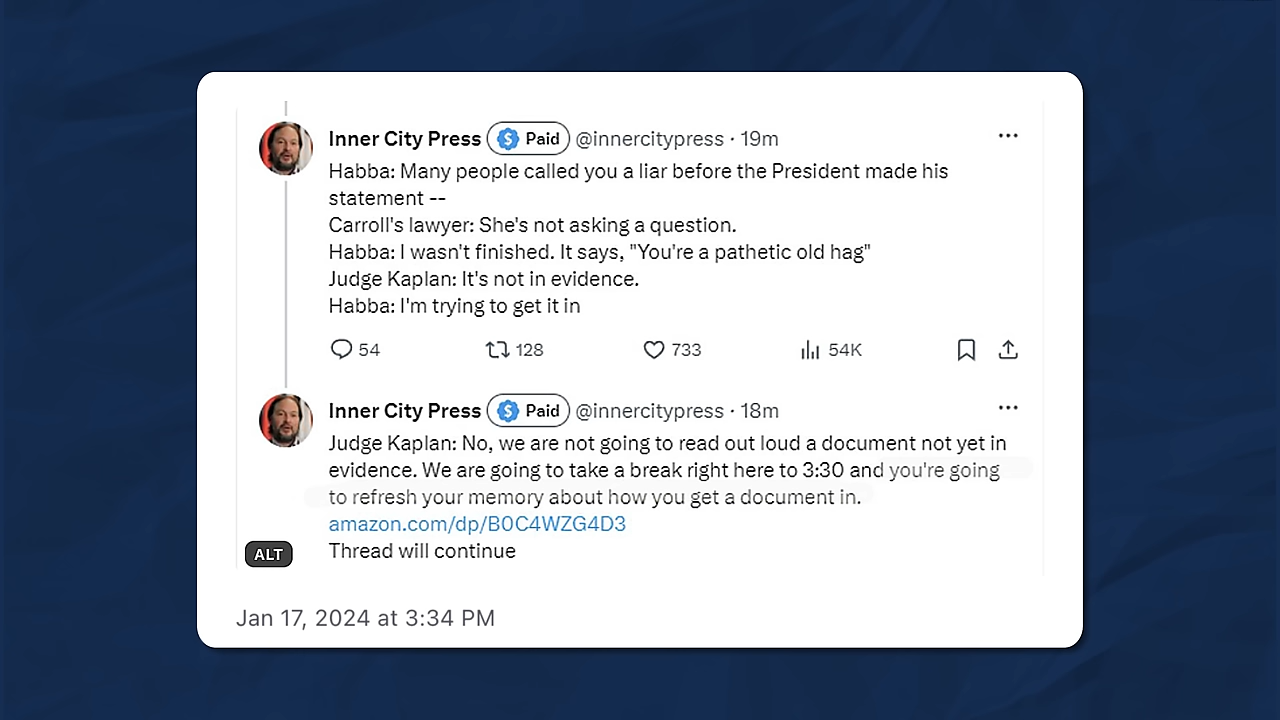 Inner City Press Paid @innercitypress · 19m
Habba: Many people called you a liar before the President made his
statement --
Carroll's lawyer: She's not asking a question.
Habba: I wasn't finished. It says, "You're a pathetic old hag"
Judge Kaplan: It's not in evidence.
Habba: I'm trying to get it in
54 128 733 54K
Inner City Press Paid @innercitypress · 18m
Judge Kaplan: No, we are not going to read out loud a document not yet in
evidence. We are going to take a break right here to 3:30 and you're going
to refresh your memory about how you get a document in.
amazon.com/dp/B0C4WZG4D3
ALT Thread will continue
Jan 17, 2024 at 3:34 PM